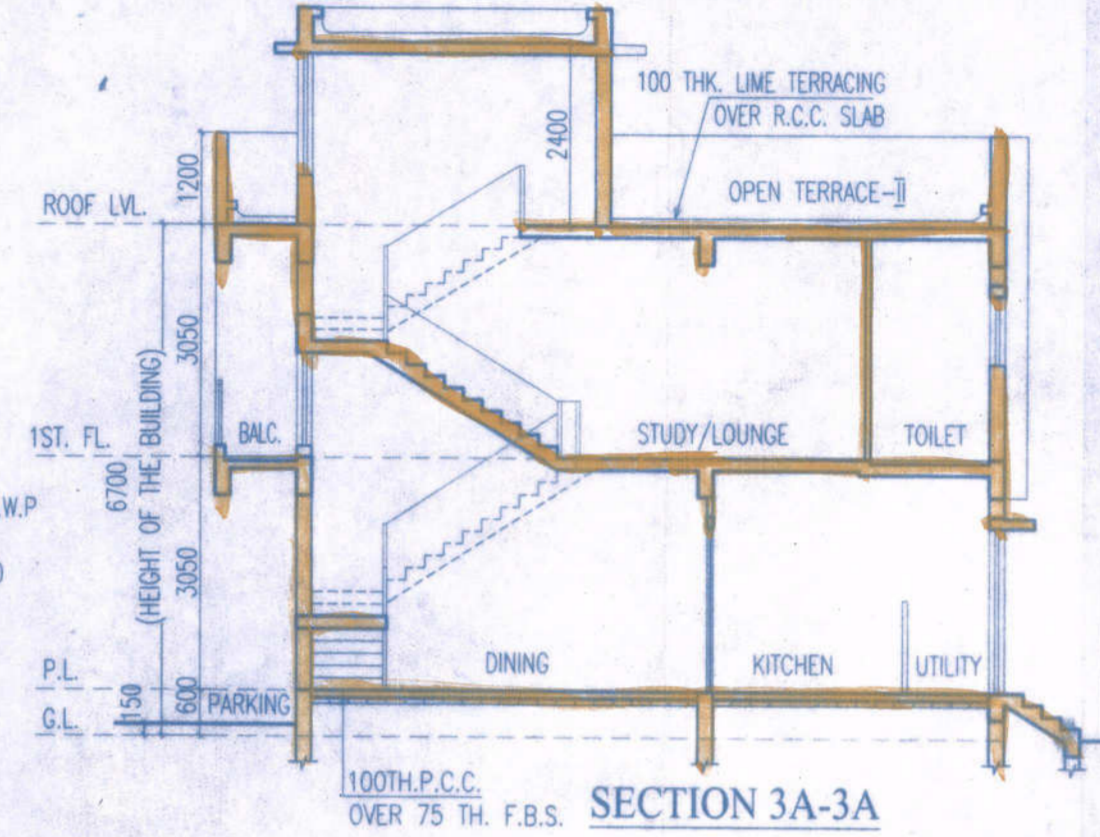 100 THK. LIME TERRACING
OVER R.C.C. SLAB
2400
1200
ROOF LVL.
OPEN TERRACE-II
3050
(HEIGHT OF THE BUILDING)
6700
1ST. FL.
BALC.
STUDY/LOUNGE
TOILET
W.P
)
3050
DINING
KITCHEN
UTILITY
P.L.
600
PARKING
150
G.L.
100TH.P.C.C.
OVER 75 TH. F.B.S.
SECTION 3A-3A